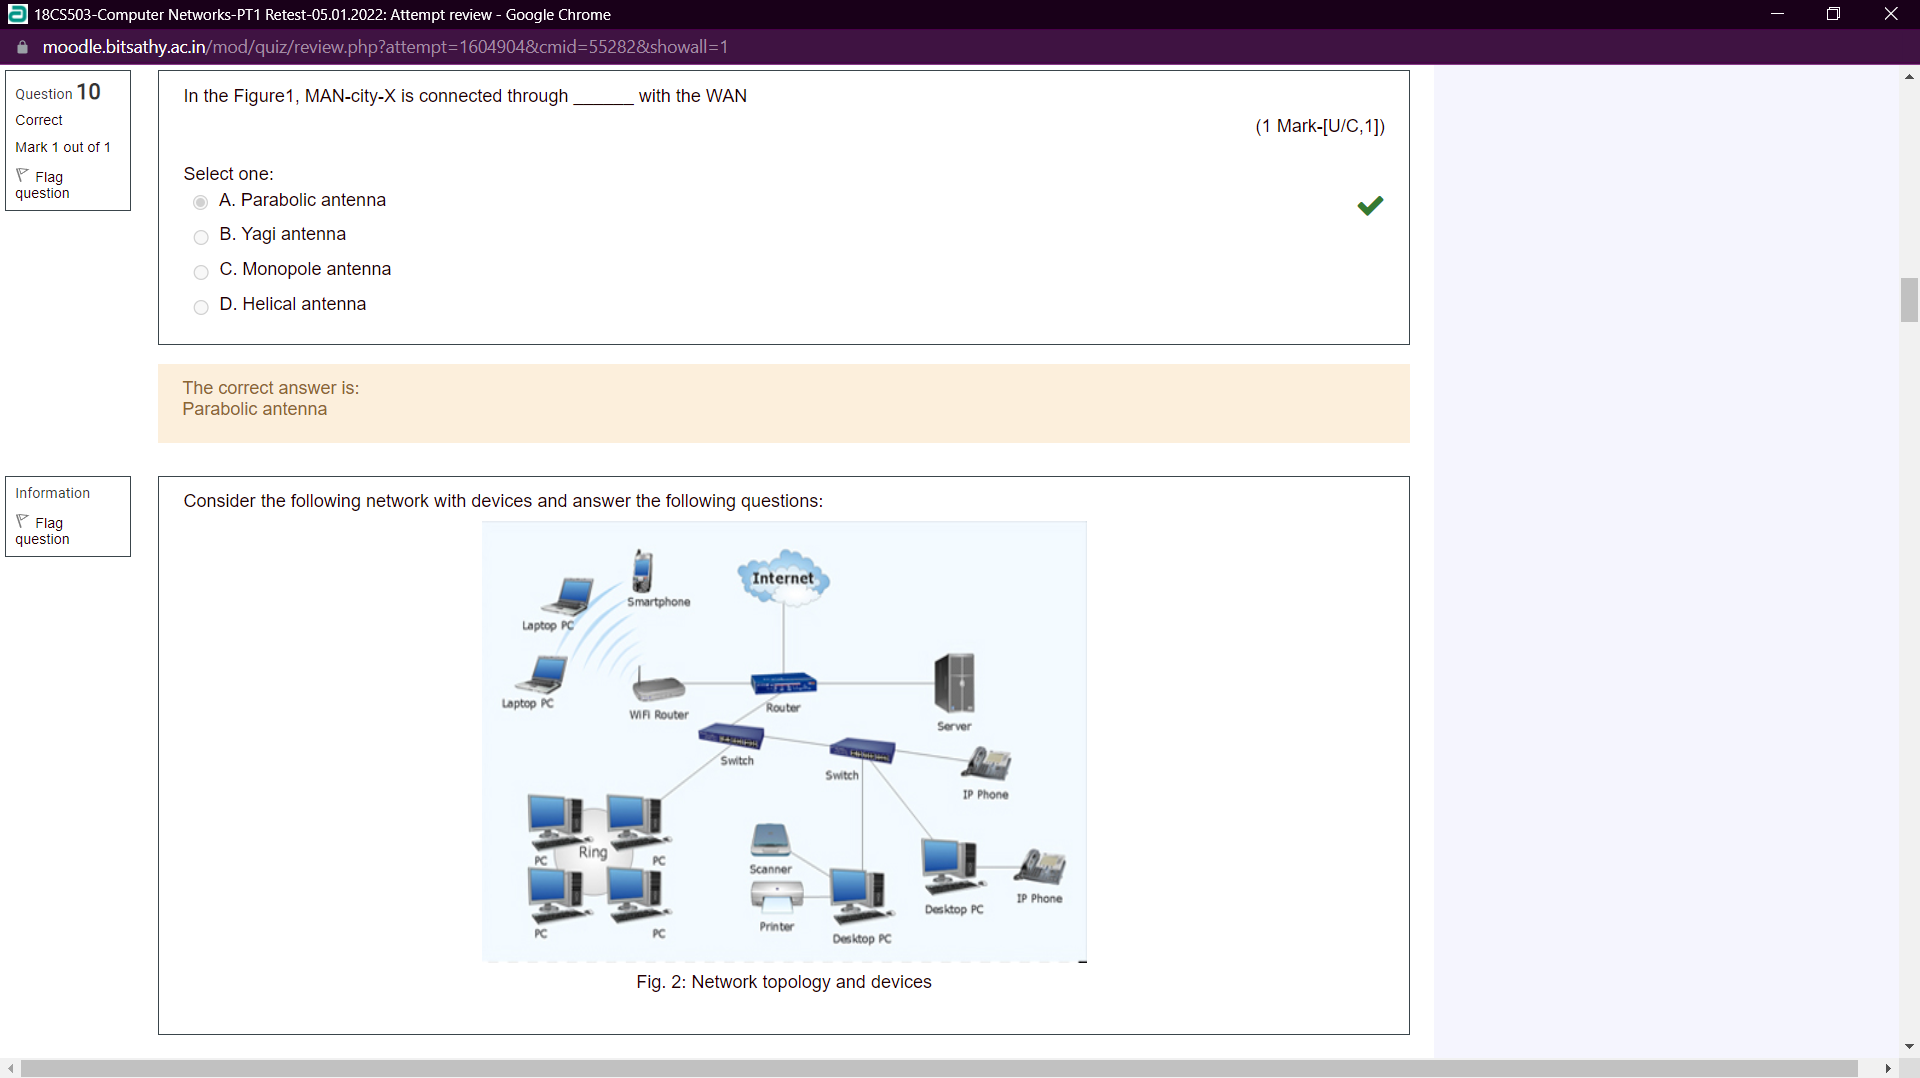 18CS503-Computer Networks-PT1 Retest-05.01.2022: Attempt review - Google Chrome
moodle.bitsathy.ac.in/mod/quiz/review.php?attempt=1604904&cmid=55282&showall=1
Question 10
Correct
Mark 1 out of 1
Flag
question
In the Figure1, MAN-city-X is connected through ______ with the WAN
(1 Mark-[U/C,1])
Select one:
A. Parabolic antenna
B. Yagi antenna
C. Monopole antenna
D. Helical antenna
The correct answer is:
Parabolic antenna
Information
Flag
question
Consider the following network with devices and answer the following questions:
Internet
Smartphone
Laptop PC
Laptop PC
WiFi Router
Router
Server
Switch
Switch
IP Phone
Ring
PC
PC
Scanner
IP Phone
Desktop PC
Printer
PC
PC
Desktop PC
Fig. 2: Network topology and devices